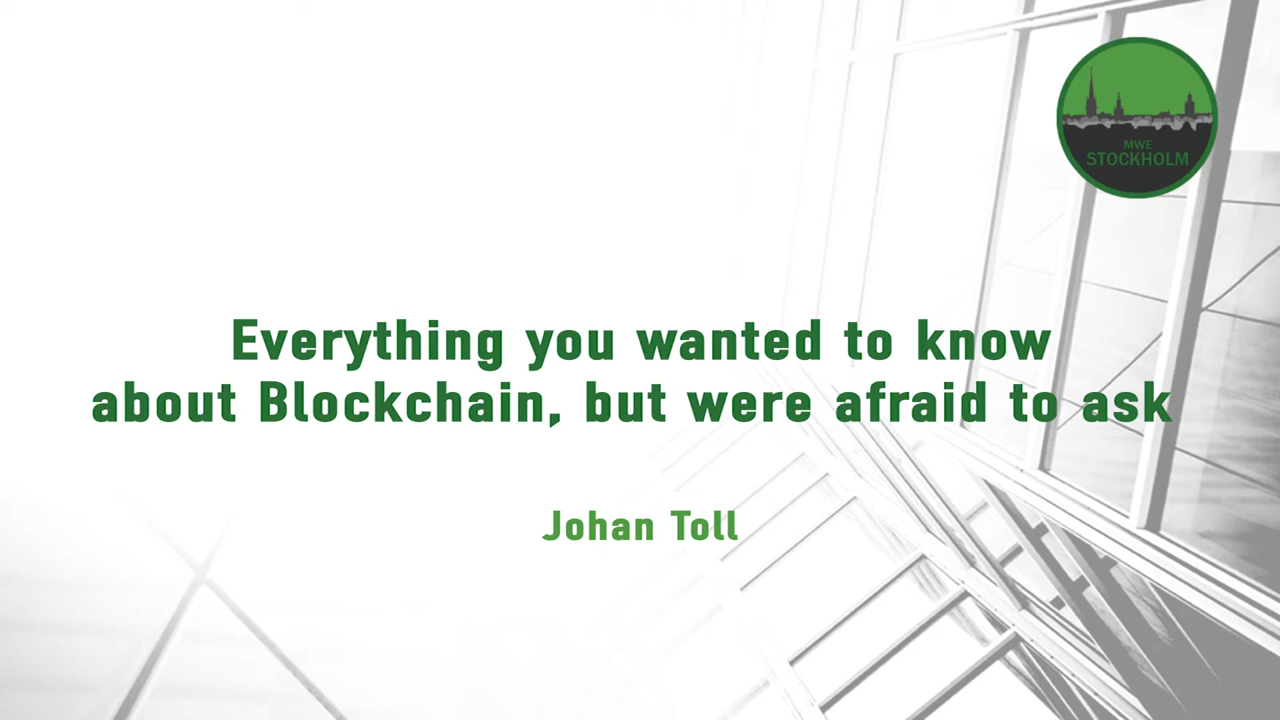 MWE
STOCKHOLM
Everything you wanted to know
about Blockchain, but were afraid to ask
Johan Toll